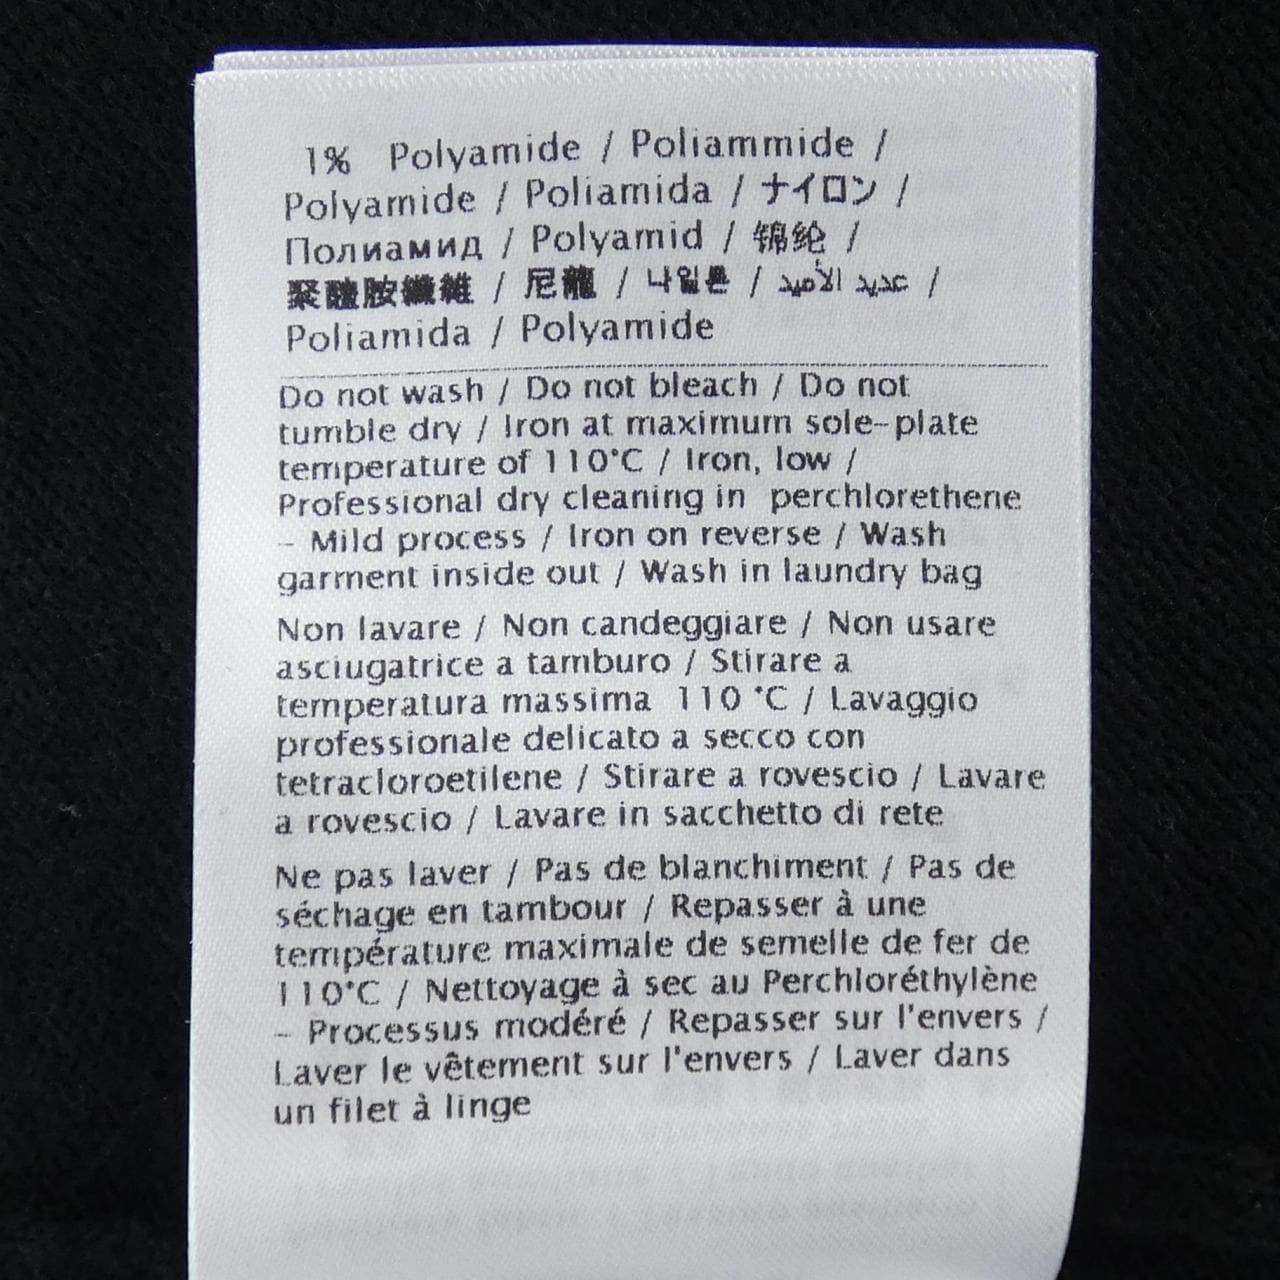 1% Polyamide / Poliammide /
Polyamide / Poliamida / ナイロン /
Полиамид / Polyamid / 锦纶 /
聚醯胺纖維 / 尼龍 / 나일론 / عديد الأميد /
Poliamida / Polyamide
Do not wash / Do not bleach / Do not
tumble dry / Iron at maximum sole-plate
temperature of 110°C / Iron, low /
Professional dry cleaning in perchlorethene
- Mild process / Iron on reverse / Wash
garment inside out / Wash in laundry bag
Non lavare / Non candeggiare / Non usare
asciugatrice a tamburo / Stirare a
temperatura massima 110 °C / Lavaggio
professionale delicato a secco con
tetracloroetilene / Stirare a rovescio / Lavare
a rovescio / Lavare in sacchetto di rete
Ne pas laver / Pas de blanchiment / Pas de
séchage en tambour / Repasser à une
température maximale de semelle de fer de
110°C / Nettoyage à sec au Perchloréthylène
- Processus modéré / Repasser sur l'envers /
Laver le vêtement sur l'envers / Laver dans
un filet à linge